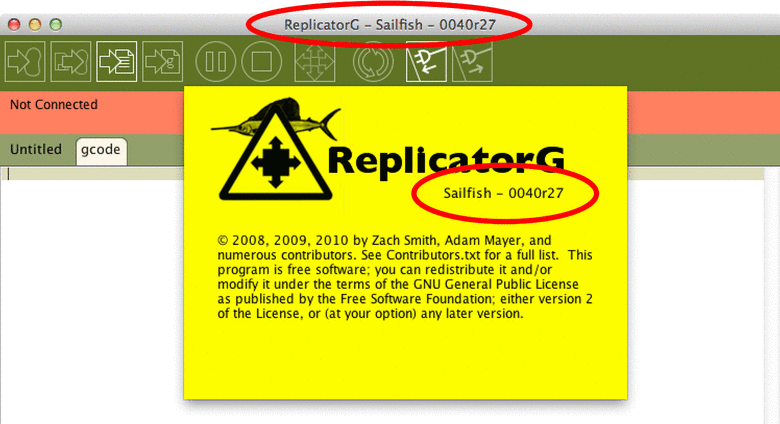 ReplicatorG – Sailfish – 0040r27
Not Connected
Untitled gcode
ReplicatorG
Sailfish – 0040r27
© 2008, 2009, 2010 by Zach Smith, Adam Mayer, and
numerous contributors. See Contributors.txt for a full list.  This
program is free software; you can redistribute it and/or
modify it under the terms of the GNU General Public License
as published by the Free Software Foundation; either version 2
of the License, or (at your option) any later version.